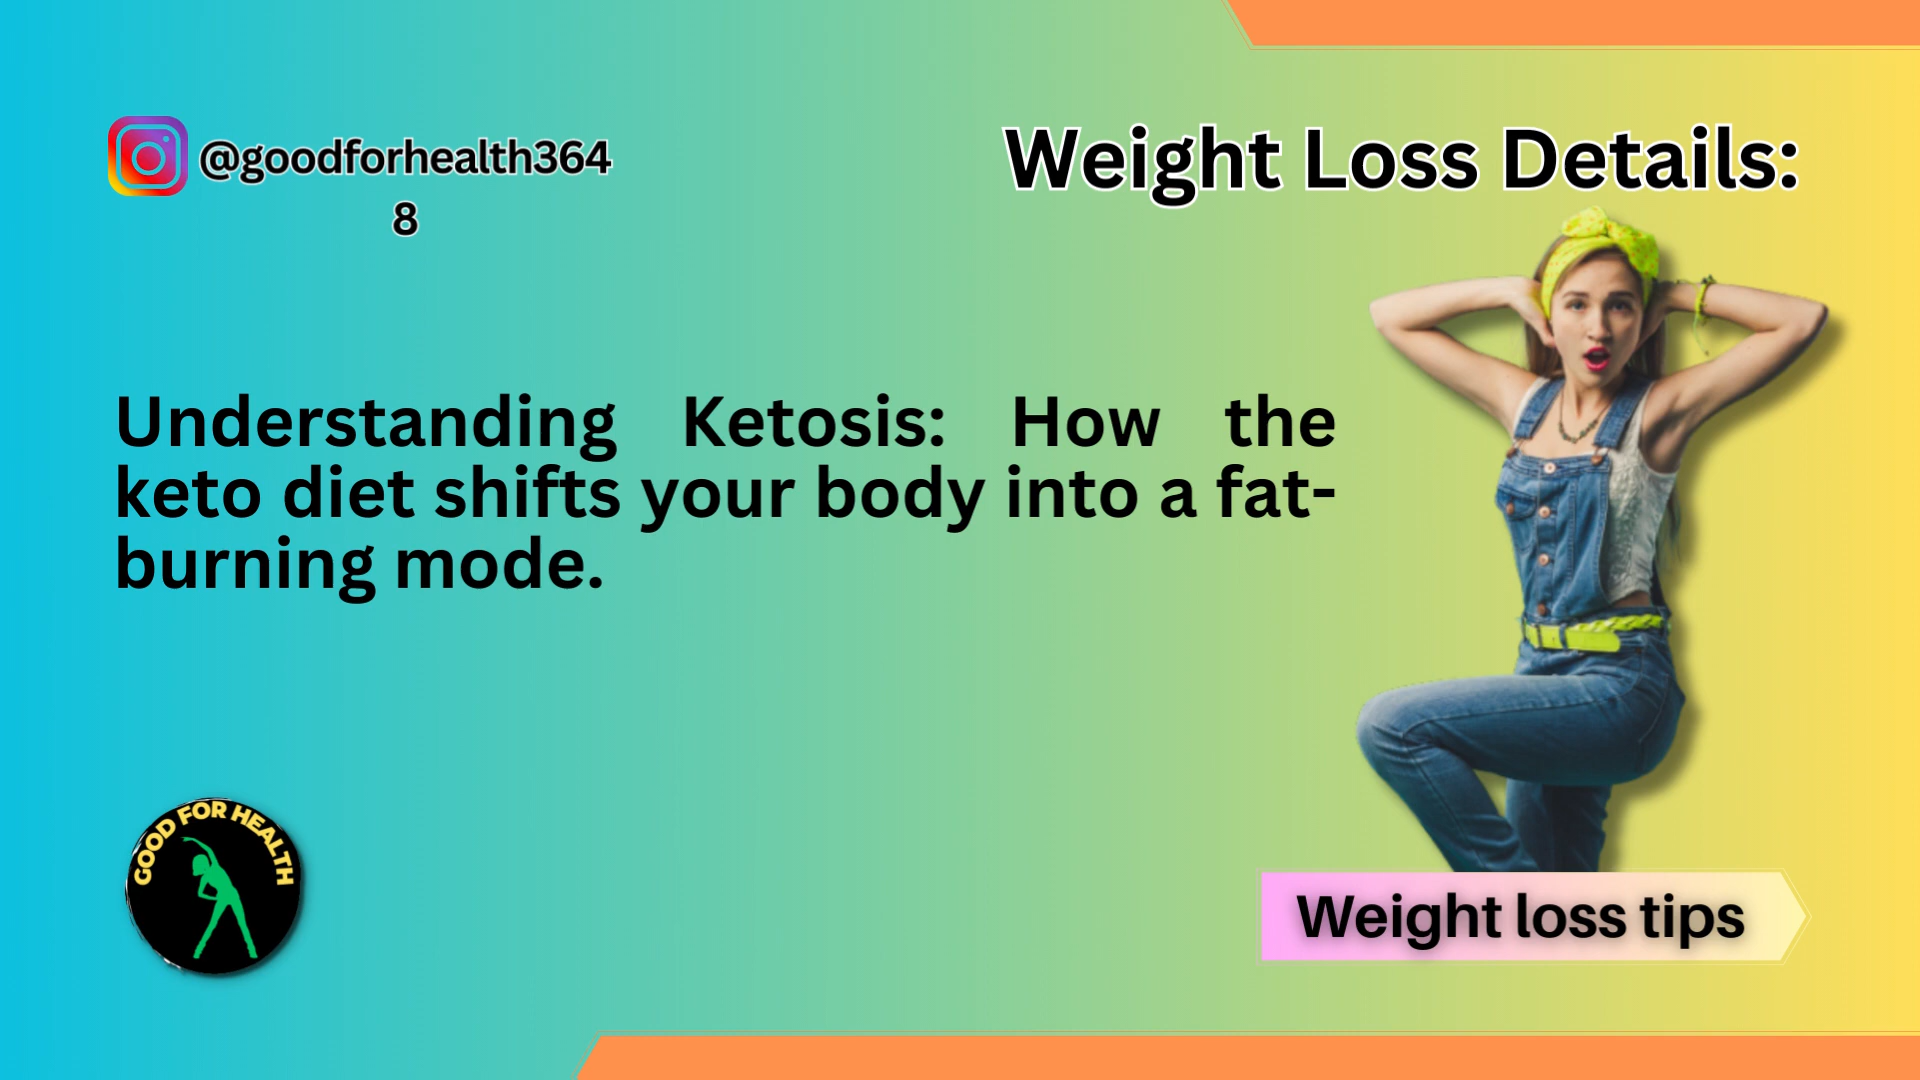 @goodforhealth364
8
Weight Loss Details:
Understanding Ketosis: How the
keto diet shifts your body into a fat-
burning mode.
GOOD FOR HEALTH
Weight loss tips